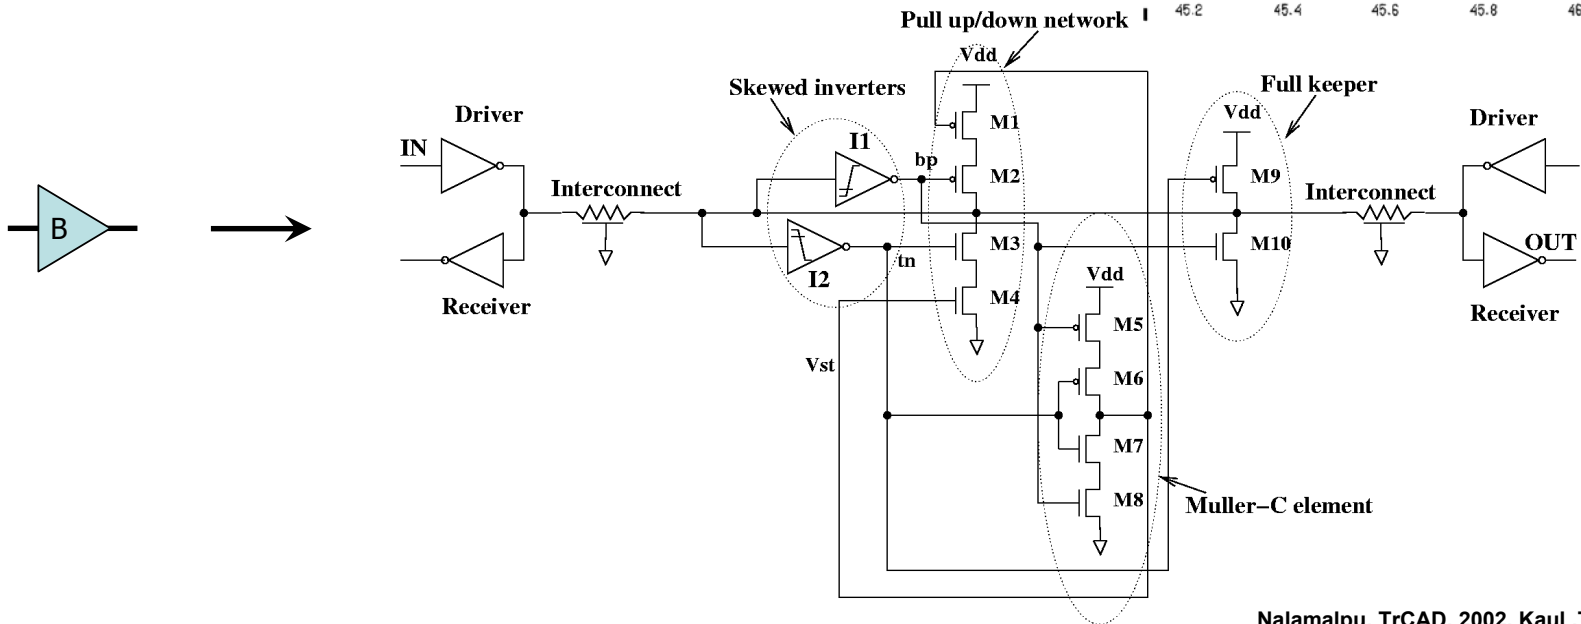 45.2 45.4 45.6 45.8
Pull up/down network
Vdd
Skewed inverters
Full keeper
Driver
IN
I1
bp
M1
M2
Vdd
M9
Driver
Interconnect
Interconnect
B
M3
M10
OUT
tn
I2
M4
Vdd
Receiver
Receiver
M5
Vst
M6
M7
M8
Muller-C element
Nalamalpu, TrCAD, 2002, Kaul,